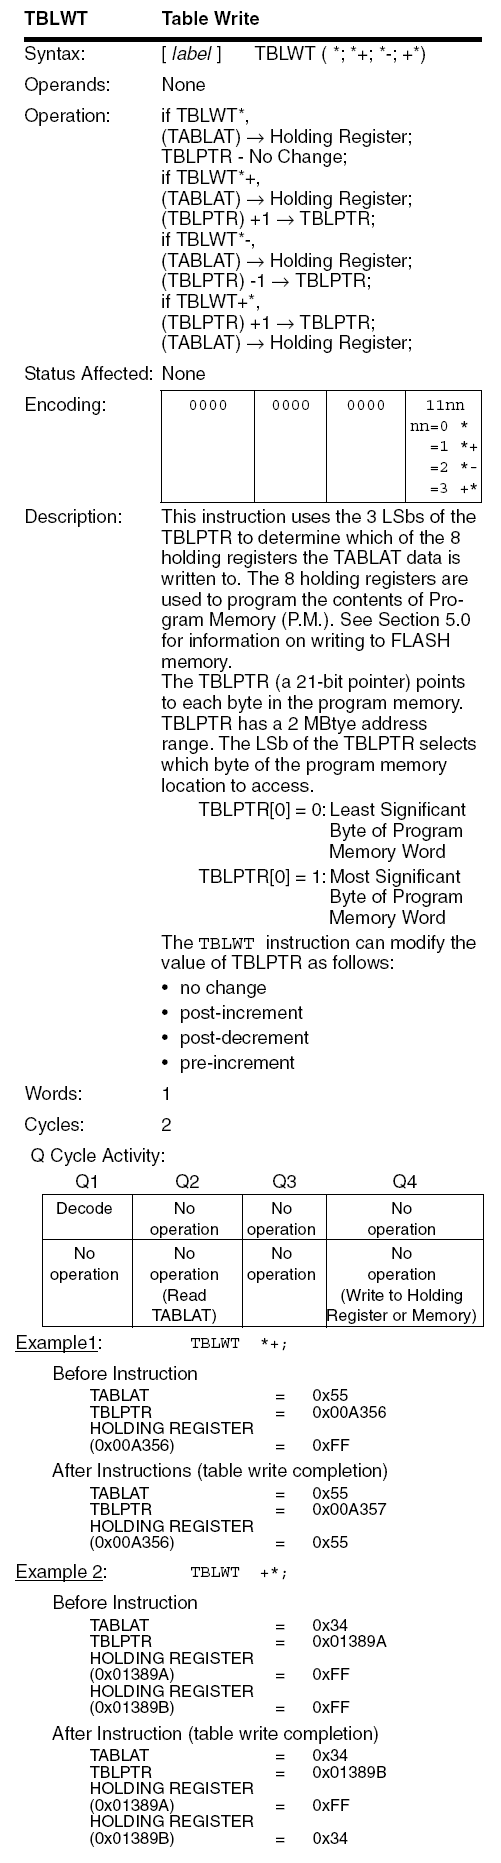 TBLWT Table Write
Syntax: [ label ] TBLWT ( *; *+; *-; +*)
Operands: None
Operation: if TBLWT*,
(TABLAT) → Holding Register;
TBLPTR - No Change;
if TBLWT*+,
(TABLAT) → Holding Register;
(TBLPTR) +1 → TBLPTR;
if TBLWT*-,
(TABLAT) → Holding Register;
(TBLPTR) -1 → TBLPTR;
if TBLWT+*,
(TBLPTR) +1 → TBLPTR;
(TABLAT) → Holding Register;
Status Affected: None
Encoding: 0000 0000 0000 11nn
nn=0 *
=1 *+
=2 *-
=3 +*
Description: This instruction uses the 3 LSbs of the
TBLPTR to determine which of the 8
holding registers the TABLAT data is
written to. The 8 holding registers are
used to program the contents of Pro-
gram Memory (P.M.). See Section 5.0
for information on writing to FLASH
memory.
The TBLPTR (a 21-bit pointer) points
to each byte in the program memory.
TBLPTR has a 2 MBtye address
range. The LSb of the TBLPTR selects
which byte of the program memory
location to access.
TBLPTR[0] = 0: Least Significant
Byte of Program
Memory Word
TBLPTR[0] = 1: Most Significant
Byte of Program
Memory Word
The TBLWT instruction can modify the
value of TBLPTR as follows:
• no change
• post-increment
• post-decrement
• pre-increment
Words: 1
Cycles: 2
Q Cycle Activity:
Q1 Q2 Q3 Q4
Decode No No No
operation operation operation
No No No No
operation operation operation operation
(Read (Write to Holding
TABLAT) Register or Memory)
Example1: TBLWT *+;
Before Instruction
TABLAT = 0x55
TBLPTR = 0x00A356
HOLDING REGISTER
(0x00A356) = 0xFF
After Instructions (table write completion)
TABLAT = 0x55
TBLPTR = 0x00A357
HOLDING REGISTER
(0x00A356) = 0x55
Example 2: TBLWT +*;
Before Instruction
TABLAT = 0x34
TBLPTR = 0x01389A
HOLDING REGISTER
(0x01389A) = 0xFF
HOLDING REGISTER
(0x01389B) = 0xFF
After Instruction (table write completion)
TABLAT = 0x34
TBLPTR = 0x01389B
HOLDING REGISTER
(0x01389A) = 0xFF
HOLDING REGISTER
(0x01389B) = 0x34